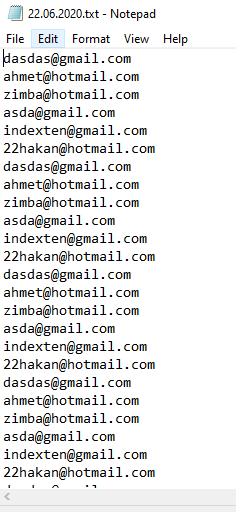 22.06.2020.txt - Notepad
File Edit Format View Help
dasdas@gmail.com
ahmet@hotmail.com
zimba@hotmail.com
asda@gmail.com
indexten@gmail.com
22hakan@hotmail.com
dasdas@gmail.com
ahmet@hotmail.com
zimba@hotmail.com
asda@gmail.com
indexten@gmail.com
22hakan@hotmail.com
dasdas@gmail.com
ahmet@hotmail.com
zimba@hotmail.com
asda@gmail.com
indexten@gmail.com
22hakan@hotmail.com
dasdas@gmail.com
ahmet@hotmail.com
zimba@hotmail.com
asda@gmail.com
indexten@gmail.com
22hakan@hotmail.com